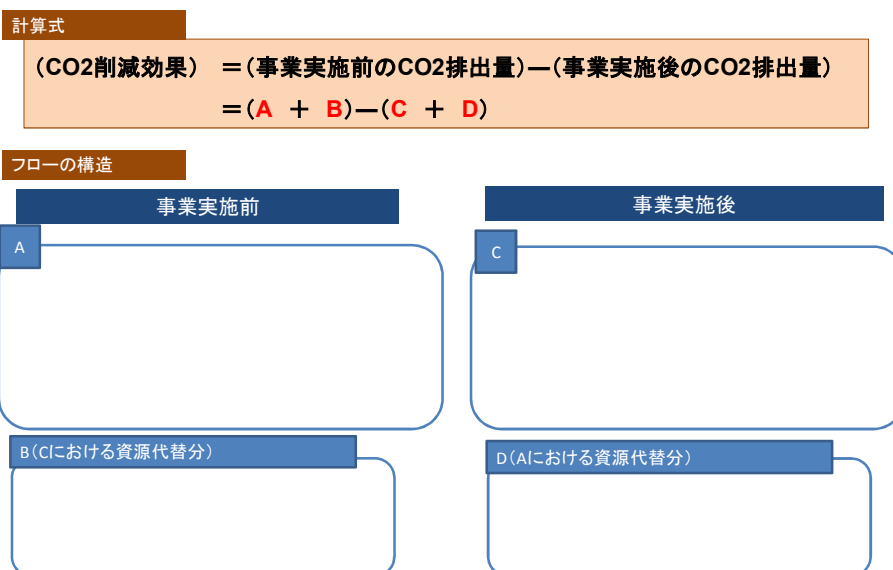 計算式
（CO2削減効果） ＝（事業実施前のCO2排出量）―（事業実施後のCO2排出量）
＝（A ＋ B）―（C ＋ D）
フローの構造
事業実施前
事業実施後
A
C
B（Cにおける資源代替分）
D（Aにおける資源代替分）